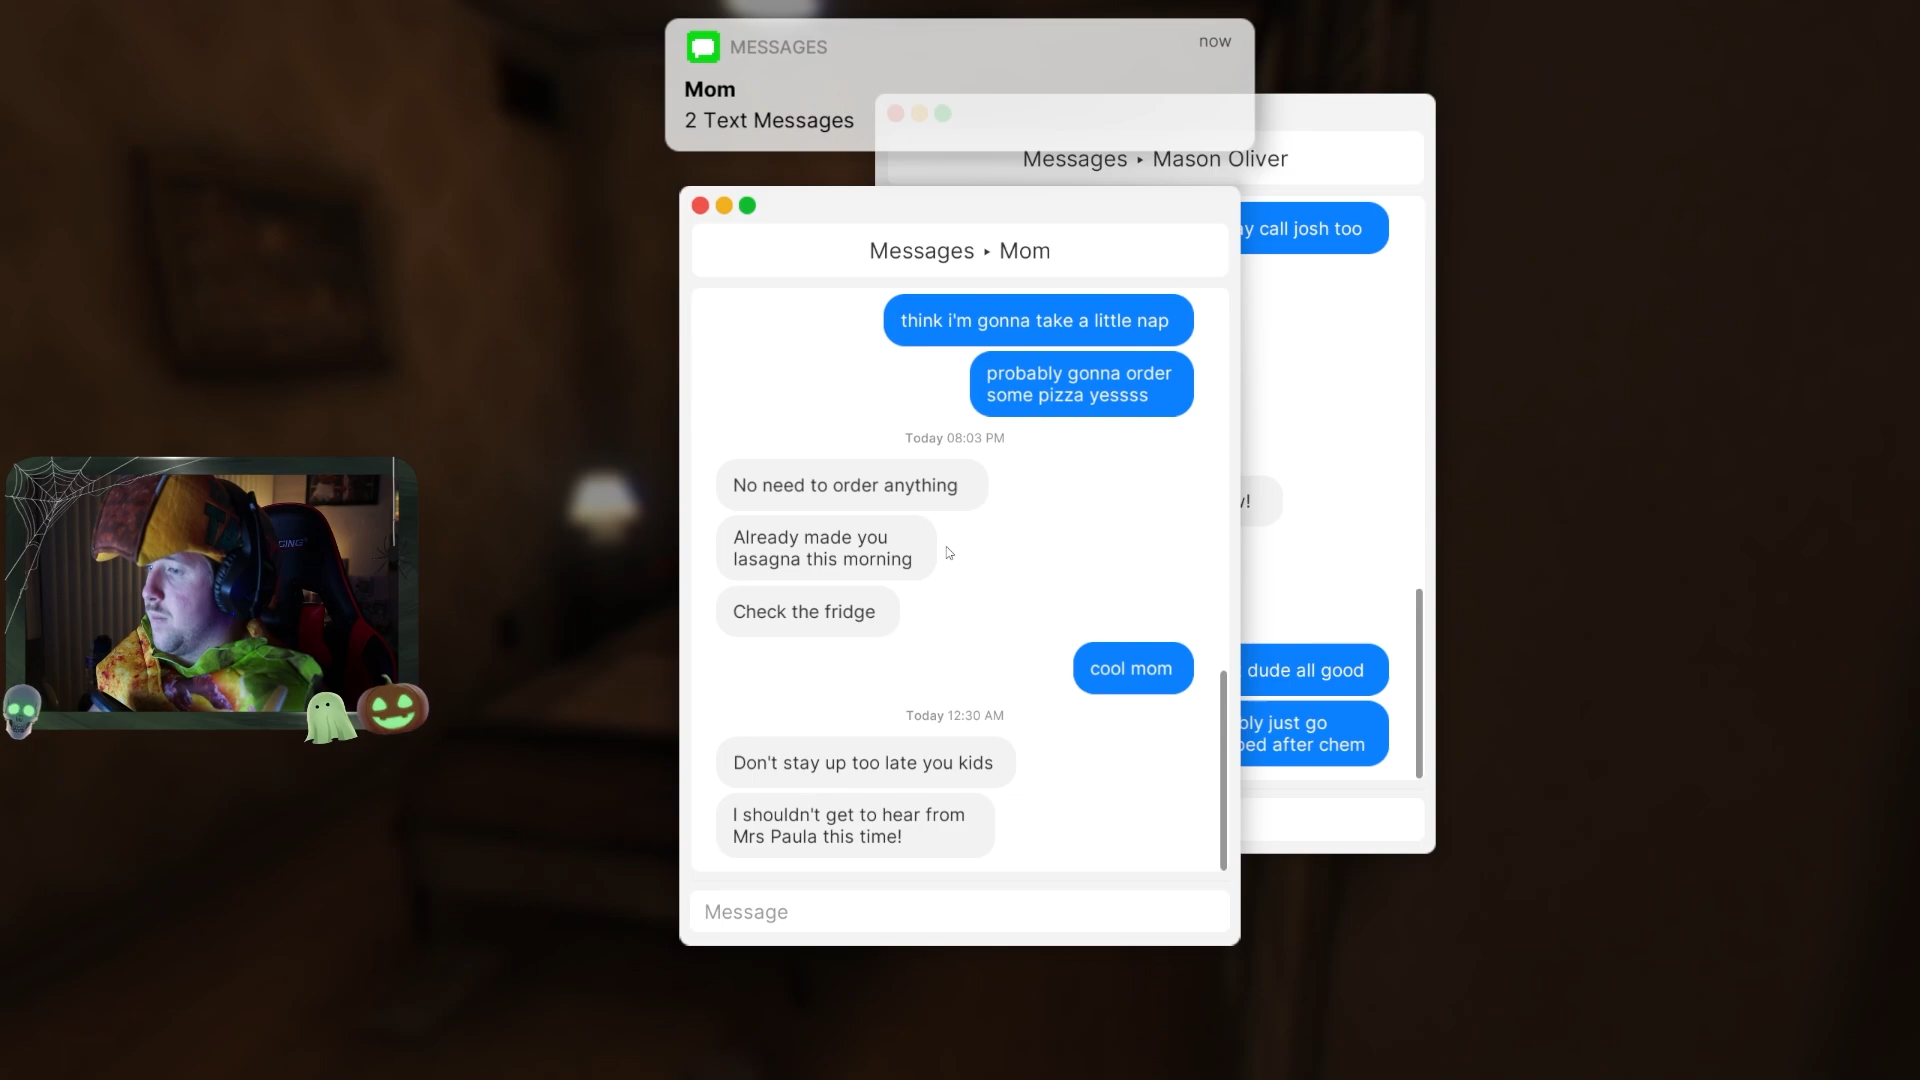 MESSAGES
now
Mom
2 Text Messages
Messages ‣ Mason Oliver
call josh too
dude all good
just go
after chem
Messages ‣ Mom
think i'm gonna take a little nap
probably gonna order
some pizza yessss
Today 08:03 PM
No need to order anything
Already made you
lasagna this morning
Check the fridge
cool mom
Today 12:30 AM
Don't stay up too late you kids
I shouldn't get to hear from
Mrs Paula this time!
Message